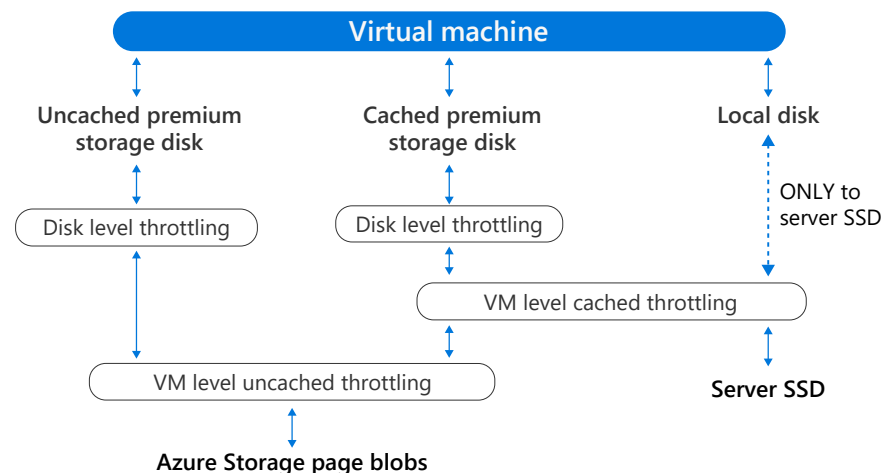 Virtual machine
Uncached premium
storage disk
Cached premium
storage disk
Local disk
ONLY to
server SSD
Disk level throttling
Disk level throttling
VM level cached throttling
VM level uncached throttling
Server SSD
Azure Storage page blobs